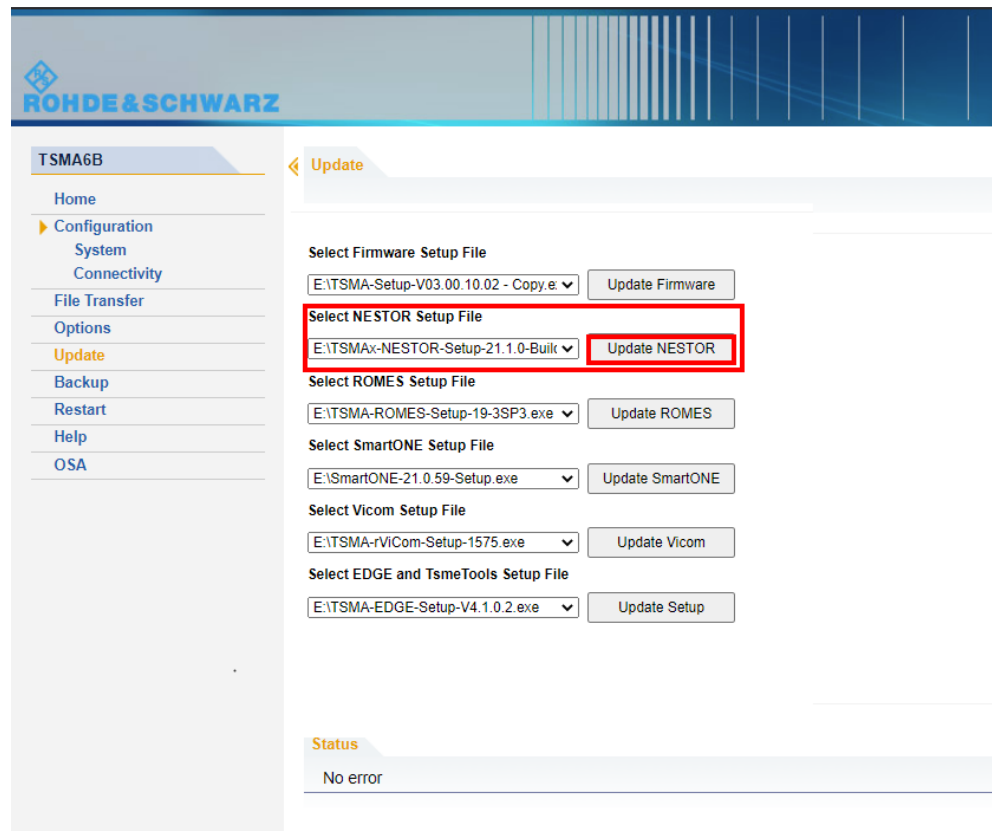 R&S
ROHDE&SCHWARZ
TSMA6B
Home
Configuration
System
Connectivity
File Transfer
Options
Update
Backup
Restart
Help
OSA
Update
Select Firmware Setup File
E:\TSMA-Setup-V03.00.10.02 - Copy.e: Update Firmware
Select NESTOR Setup File
E:\TSMAx-NESTOR-Setup-21.1.0-Build Update NESTOR
Select ROMES Setup File
E:\TSMA-ROMES-Setup-19-3SP3.exe Update ROMES
Select SmartONE Setup File
E:\SmartONE-21.0.59-Setup.exe Update SmartONE
Select Vicom Setup File
E:\TSMA-rViCom-Setup-1575.exe Update Vicom
Select EDGE and TsmeTools Setup File
E:\TSMA-EDGE-Setup-V4.1.0.2.exe Update Setup
Status
No error